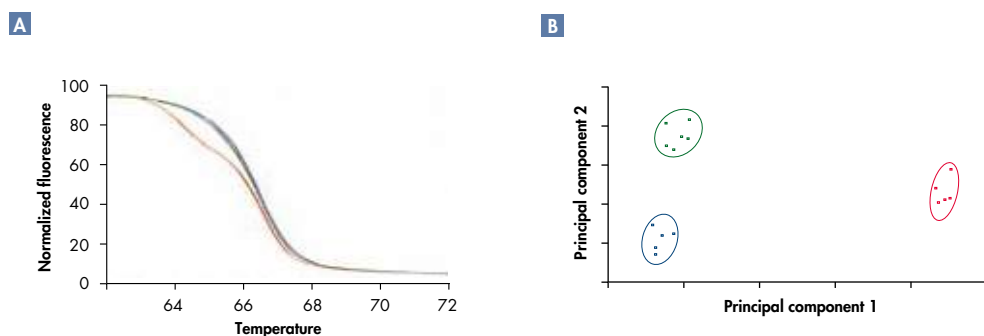 A
B
Normalized fluorescence
100
80
60
40
20
0
64
66
68
70
72
Temperature
Principal component 2
Principal component 1